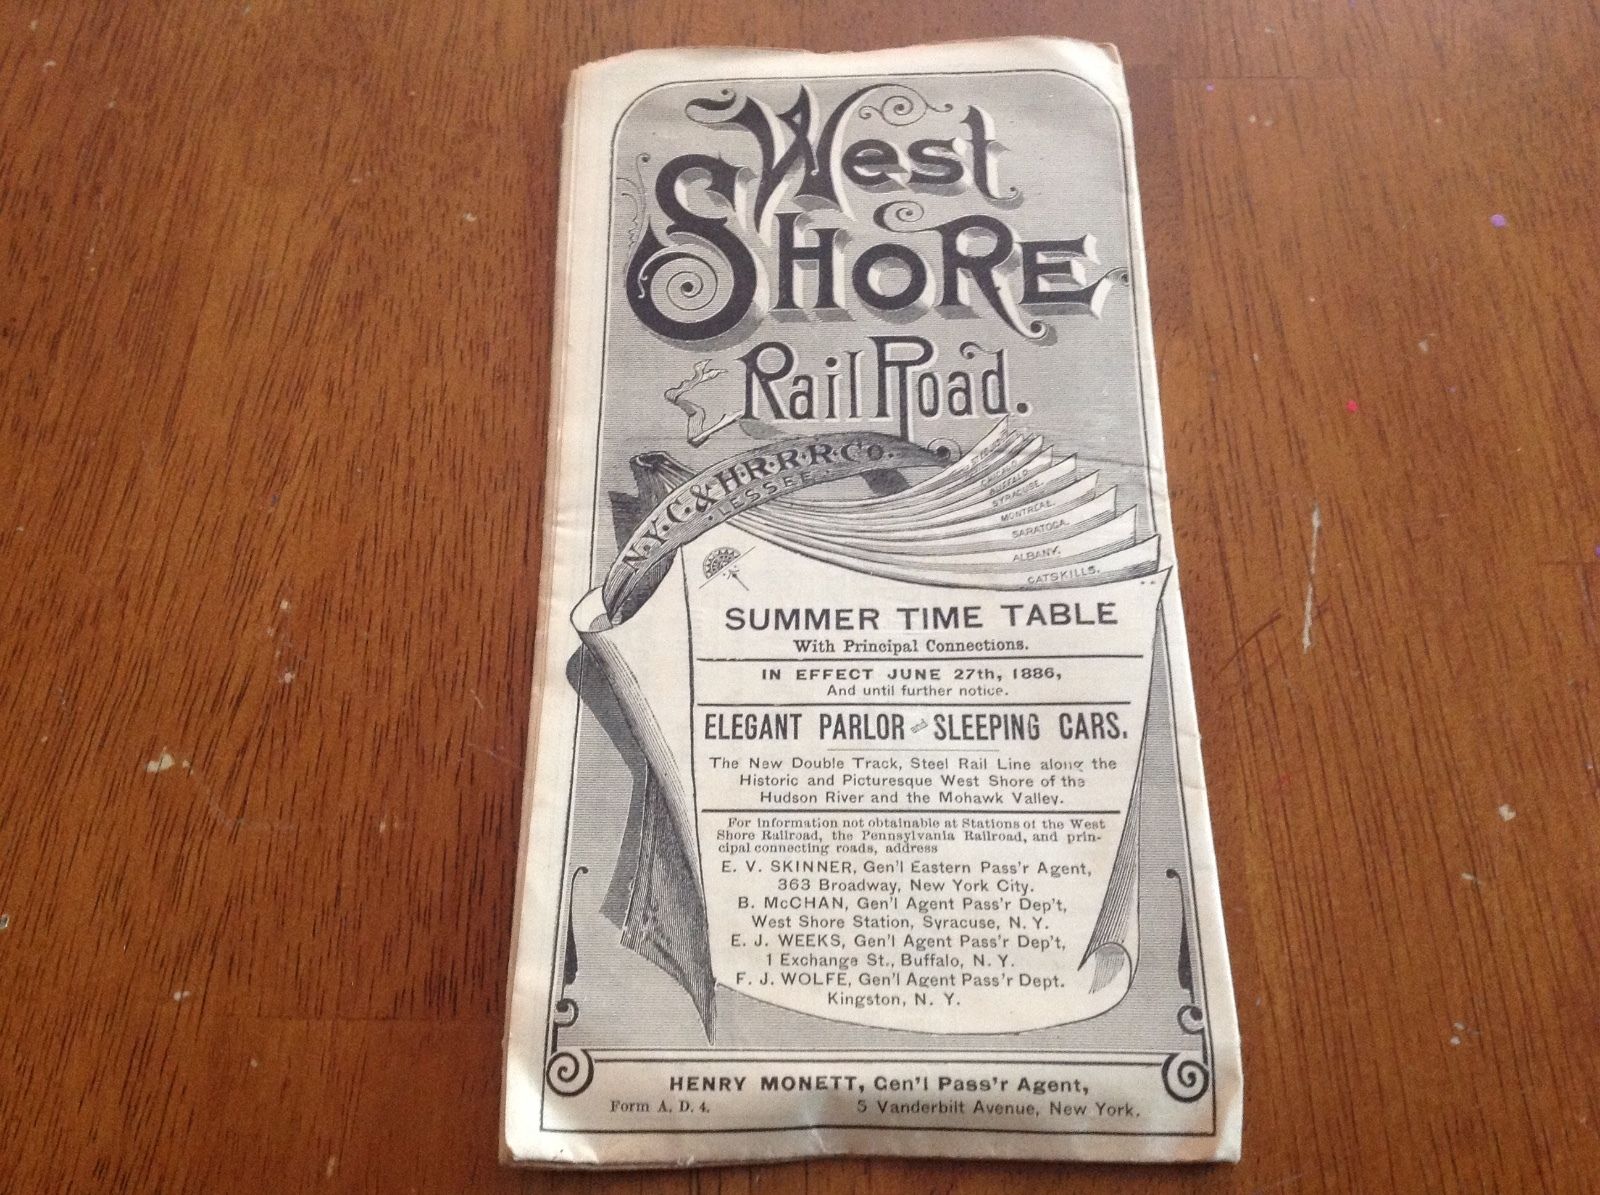 West
SHORE
RailRoad.
N.Y.C.&H.R.R.R.Co.
LESSEE
CHICAGO.
BUFFALO.
SYRACUSE.
MONTREAL.
SARATOGA.
ALBANY.
CATSKILLS.
SUMMER TIME TABLE
With Principal Connections.
IN EFFECT JUNE 27th, 1886,
And until further notice.
ELEGANT PARLOR and SLEEPING CARS.
The New Double Track, Steel Rail Line along the
Historic and Picturesque West Shore of the
Hudson River and the Mohawk Valley.
For information not obtainable at Stations of the West
Shore Railroad, the Pennsylvania Railroad, and prin-
cipal connecting roads, address
E. V. SKINNER, Gen'l Eastern Pass'r Agent,
363 Broadway, New York City.
B. McCHAN, Gen'l Agent Pass'r Dep't,
West Shore Station, Syracuse, N. Y.
E. J. WEEKS, Gen'l Agent Pass'r Dep't,
1 Exchange St., Buffalo, N. Y.
F. J. WOLFE, Gen'l Agent Pass'r Dept.
Kingston, N. Y.
HENRY MONETT, Gen'l Pass'r Agent,
Form A. D. 4. 5 Vanderbilt Avenue, New York.